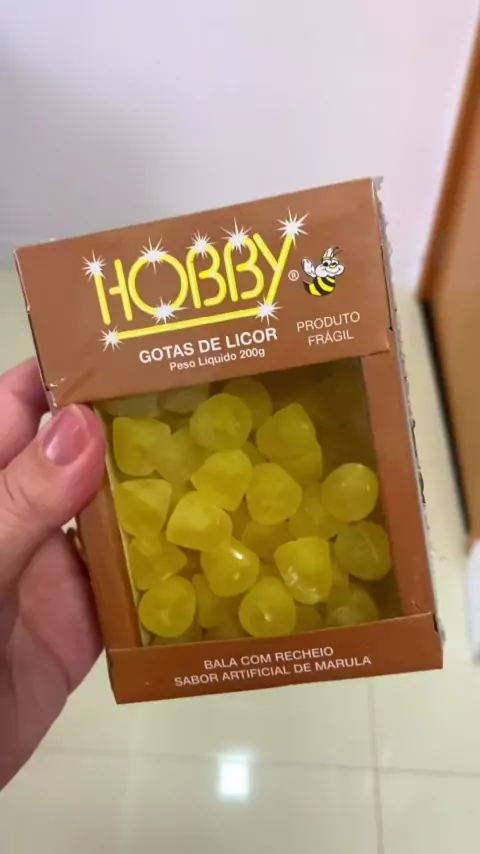 HOBBY®
GOTAS DE LICOR
Peso Líquido 200g
PRODUTO
FRÁGIL
BALA COM RECHEIO
SABOR ARTIFICIAL DE MARULA